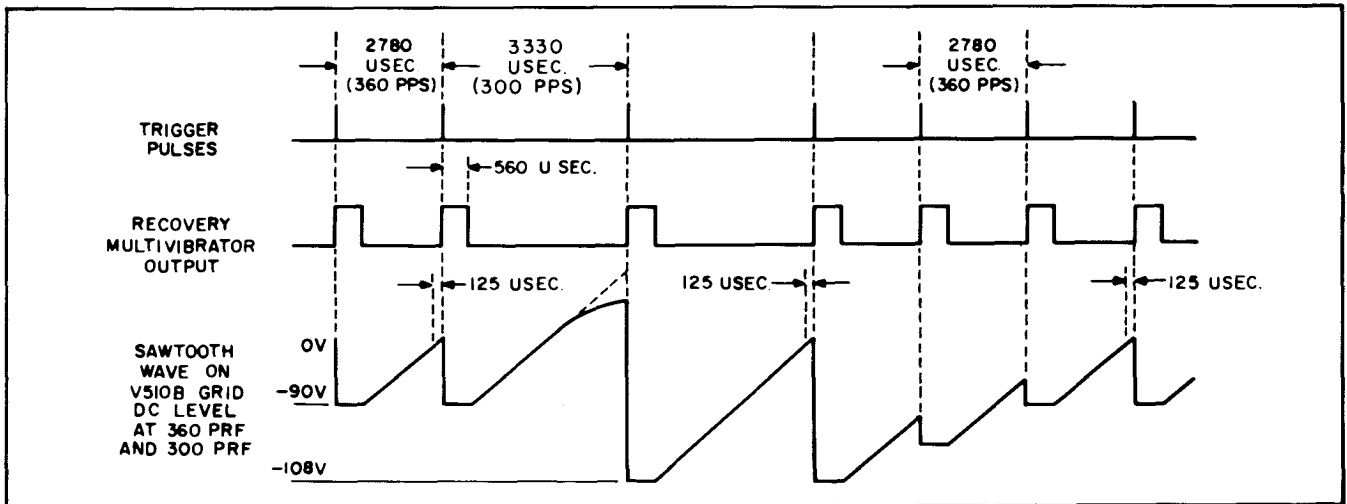 2780
USEC.
(360 PPS)
3330
USEC.
(300 PPS)
2780
USEC.
(360 PPS)
TRIGGER
PULSES
560 U SEC.
RECOVERY
MULTIVIBRATOR
OUTPUT
125 USEC.
125 USEC.
125 USEC.
SAWTOOTH
WAVE ON
V510B GRID
DC LEVEL
AT 360 PRF
AND 300 PRF
0V
-90V
-108V